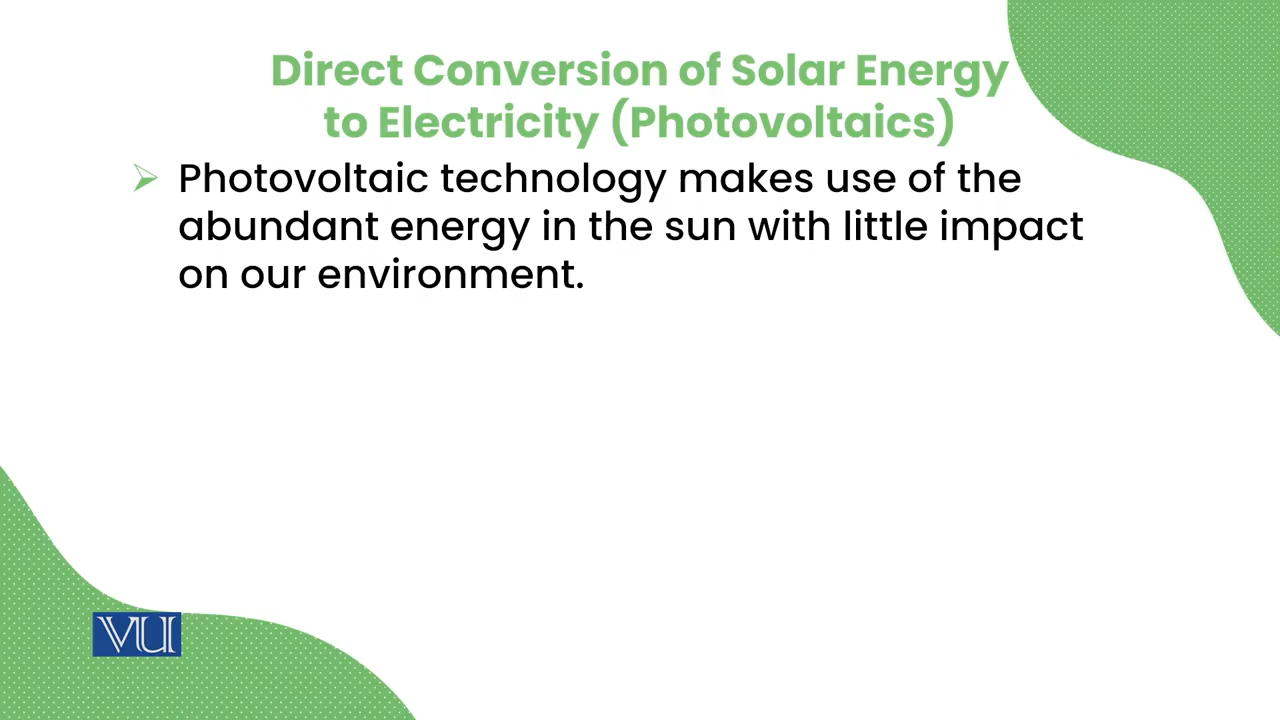 Direct Conversion of Solar Energy
to Electricity (Photovoltaics)
Photovoltaic technology makes use of the
abundant energy in the sun with little impact
on our environment.
VU